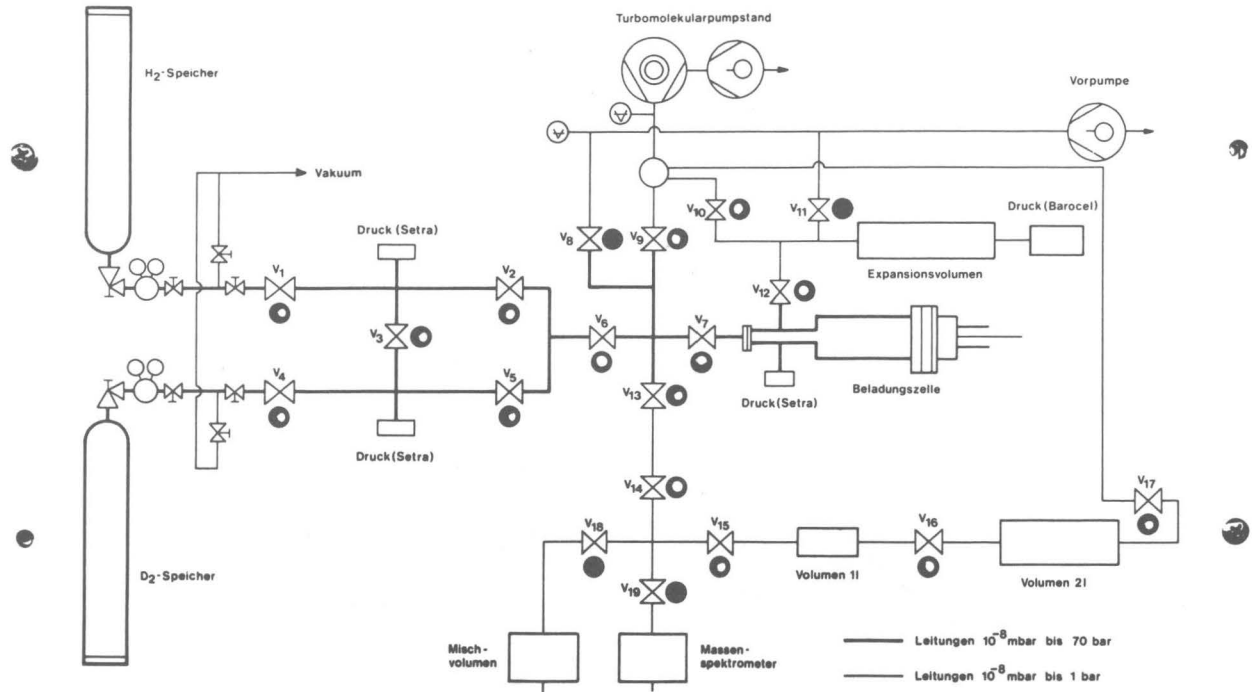 Turbomolekularpumpstand
H2-Speicher
Vorpumpe
Vakuum
V10
V11
Druck (Barocel)
Druck (Setra)
V8
V9
Expansionsvolumen
V1
V2
V12
V3
V6
V7
V4
V5
V13
Beladungszelle
Druck (Setra)
Druck (Setra)
V14
V17
V18
V15
V16
D2-Speicher
Volumen 1l
Volumen 2l
V19
Misch-
volumen
Massen-
spektrometer
Leitungen 10-8 mbar bis 70 bar
Leitungen 10-8 mbar bis 1 bar